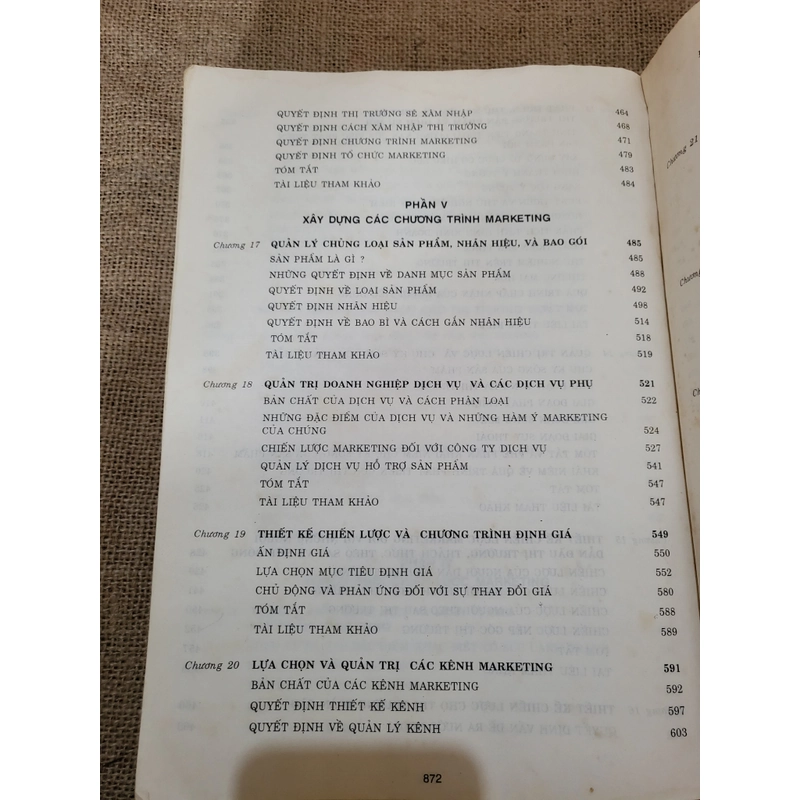 QUYẾT ĐỊNH THỊ TRƯỜNG SẼ XÂM NHẬP 464
QUYẾT ĐỊNH CÁCH XÂM NHẬP THỊ TRƯỜNG 468
QUYẾT ĐỊNH CHƯƠNG TRÌNH MARKETING 471
QUYẾT ĐỊNH TỔ CHỨC MARKETING 479
TÓM TẮT 483
TÀI LIỆU THAM KHẢO 484
PHẦN V
XÂY DỰNG CÁC CHƯƠNG TRÌNH MARKETING
Chương 17 QUẢN LÝ CHỦNG LOẠI SẢN PHẨM, NHÃN HIỆU, VÀ BAO GÓI 485
SẢN PHẨM LÀ GÌ ? 485
NHỮNG QUYẾT ĐỊNH VỀ DANH MỤC SẢN PHẨM 488
QUYẾT ĐỊNH VỀ LOẠI SẢN PHẨM 492
QUYẾT ĐỊNH NHÃN HIỆU 498
QUYẾT ĐỊNH VỀ BAO BÌ VÀ CÁCH GẮN NHÃN HIỆU 514
TÓM TẮT 518
TÀI LIỆU THAM KHẢO 519
Chương 18 QUẢN TRỊ DOANH NGHIỆP DỊCH VỤ VÀ CÁC DỊCH VỤ PHỤ 521
BẢN CHẤT CỦA DỊCH VỤ VÀ CÁCH PHÂN LOẠI 522
NHỮNG ĐẶC ĐIỂM CỦA DỊCH VỤ VÀ NHỮNG HÀM Ý MARKETING
CỦA CHÚNG 524
CHIẾN LƯỢC MARKETING ĐỐI VỚI CÔNG TY DỊCH VỤ 527
QUẢN LÝ DỊCH VỤ HỖ TRỢ SẢN PHẨM 541
TÓM TẮT 547
TÀI LIỆU THAM KHẢO 547
Chương 19 THIẾT KẾ CHIẾN LƯỢC VÀ CHƯƠNG TRÌNH ĐỊNH GIÁ 549
ẤN ĐỊNH GIÁ 550
LỰA CHỌN MỤC TIÊU ĐỊNH GIÁ 552
CHỦ ĐỘNG VÀ PHẢN ỨNG ĐỐI VỚI SỰ THAY ĐỔI GIÁ 580
TÓM TẮT 588
TÀI LIỆU THAM KHẢO 589
Chương 20 LỰA CHỌN VÀ QUẢN TRỊ CÁC KÊNH MARKETING 591
BẢN CHẤT CỦA CÁC KÊNH MARKETING 592
QUYẾT ĐỊNH THIẾT KẾ KÊNH 597
QUYẾT ĐỊNH VỀ QUẢN LÝ KÊNH 603
872
Chương 21
Chương
Chương